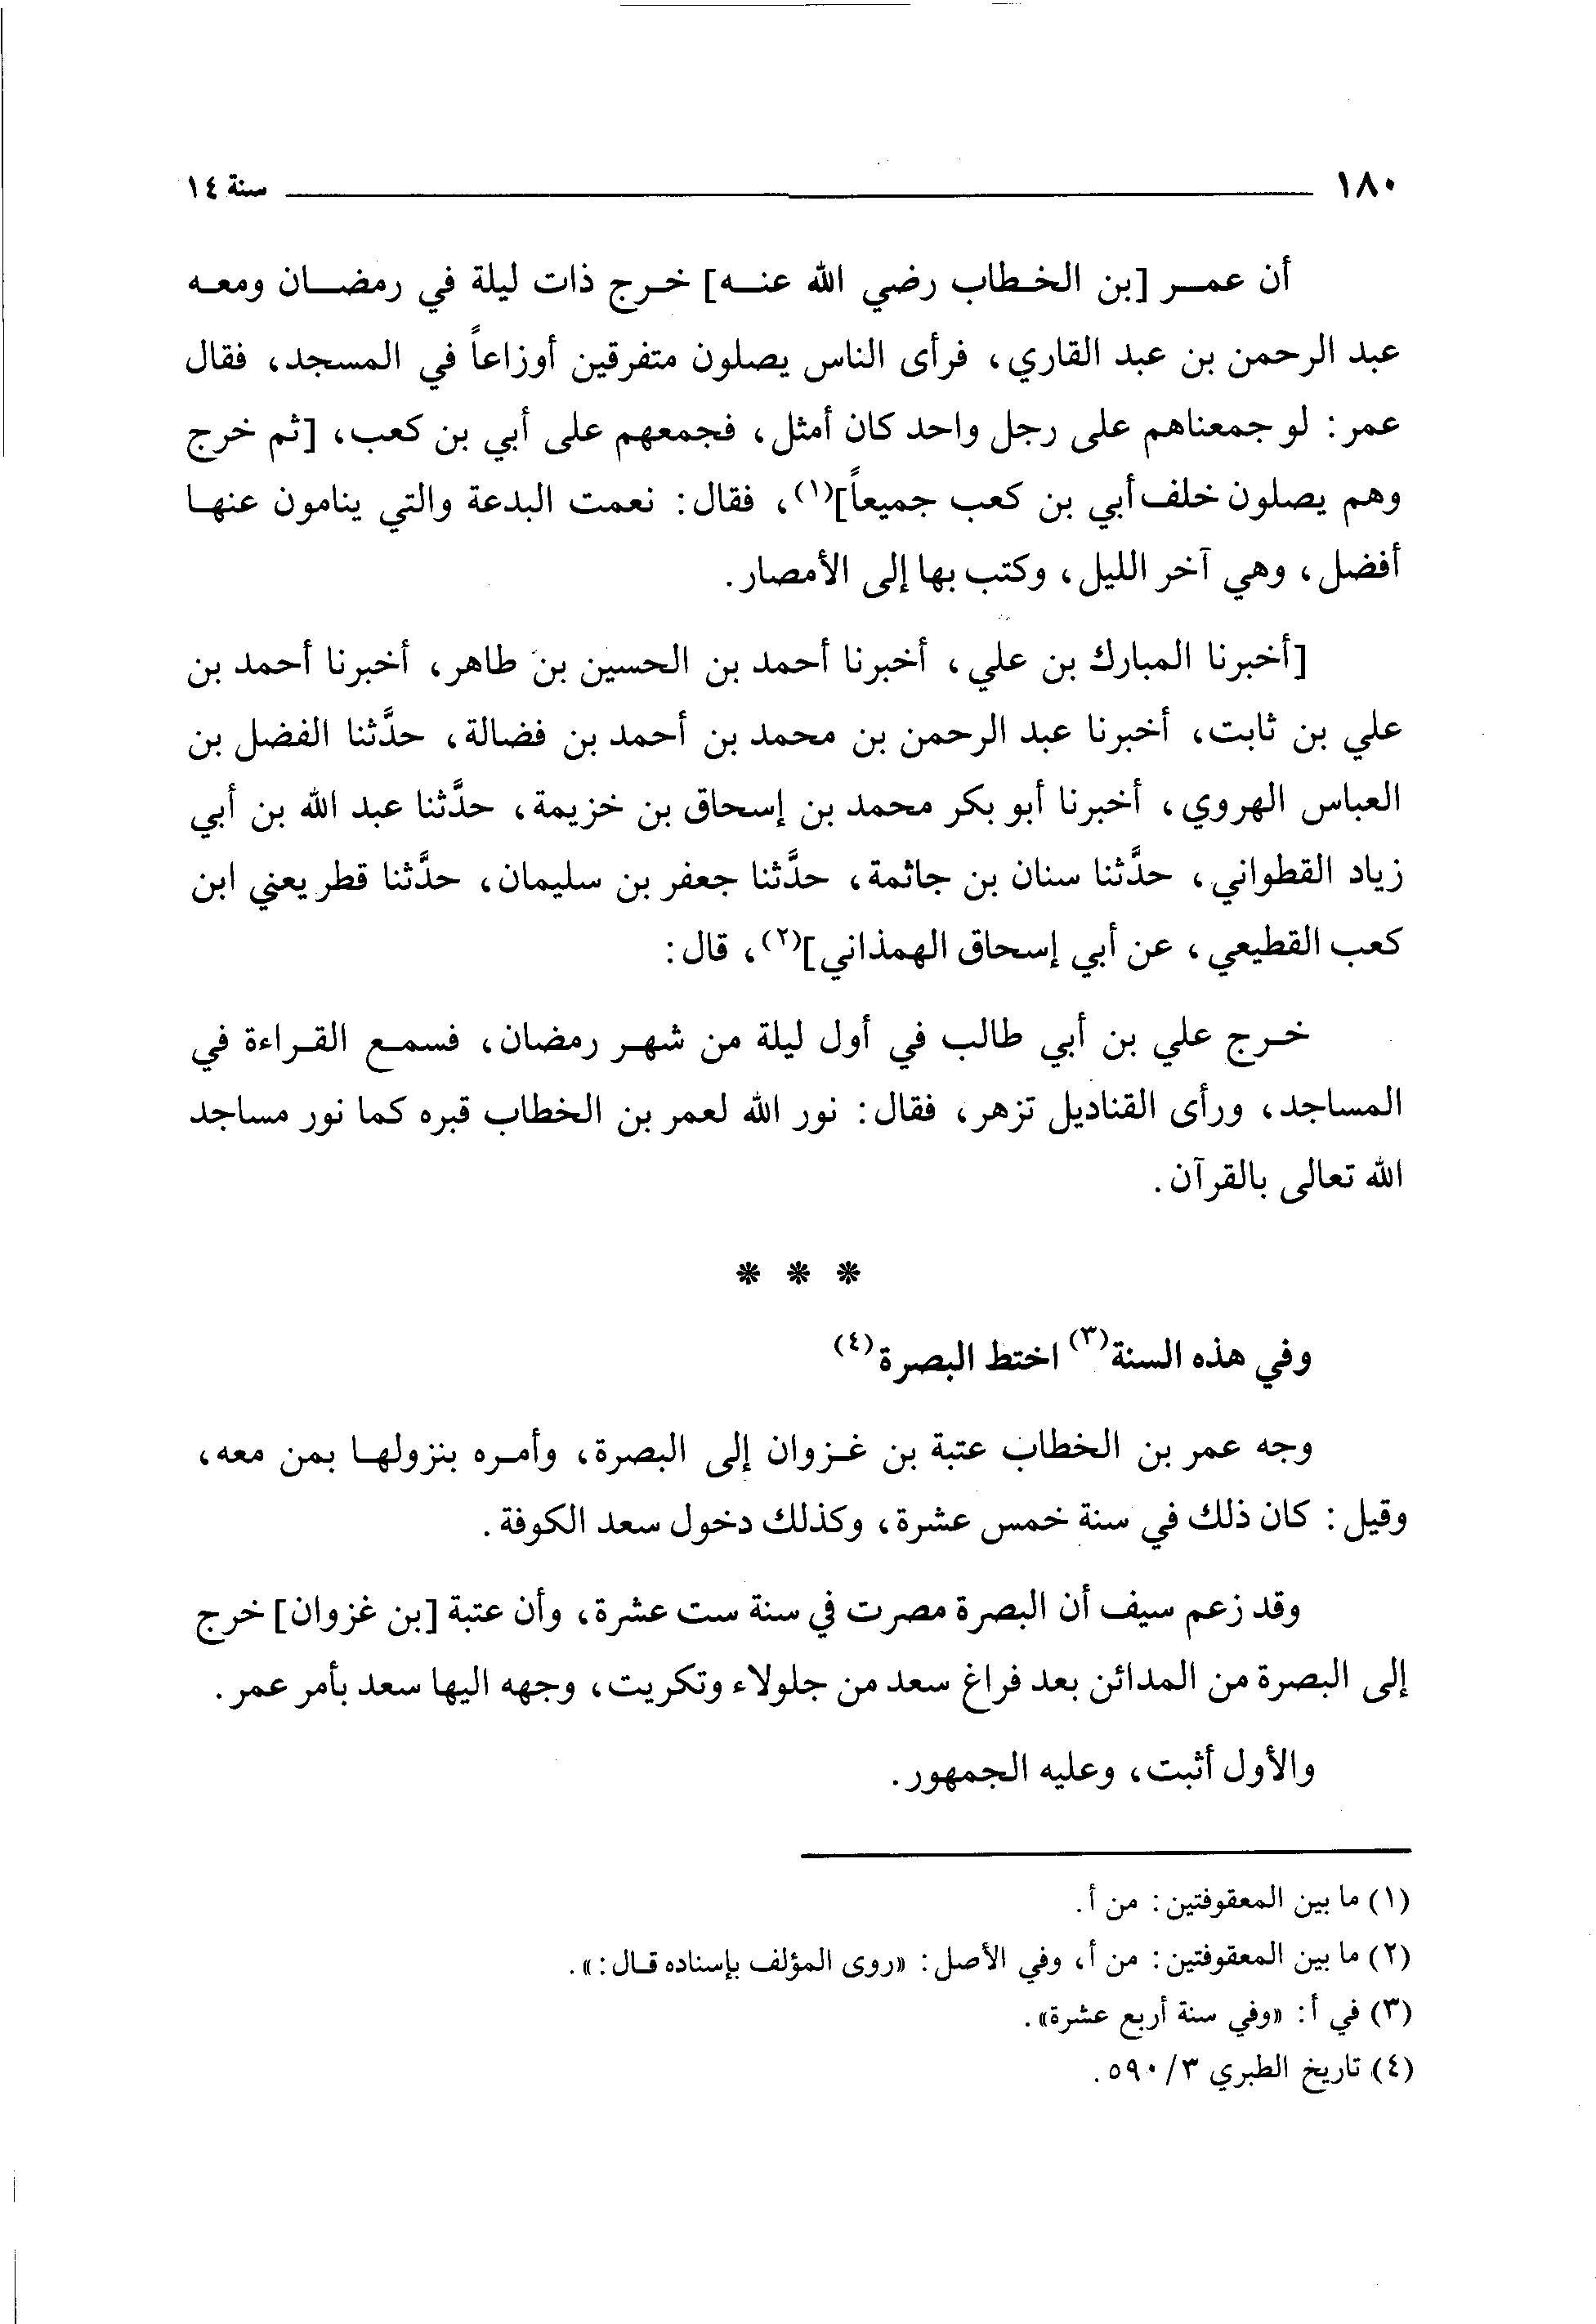 ١٨٠ سنة ١٤
أن عمر [بن الخطاب رضي الله عنه] خرج ذات ليلة في رمضان ومعه
عبد الرحمن بن عبد القاري، فرأى الناس يصلون متفرقين أوزاعاً في المسجد، فقال
عمر: لو جمعناهم على رجل واحد كان أمثل، فجمعهم على أبي بن كعب، [ثم خرج
وهم يصلون خلف أبي بن كعب جميعاً](١)، فقال: نعمت البدعة والتي ينامون عنها
أفضل، وهي آخر الليل، وكتب بها إلى الأمصار.
[أخبرنا المبارك بن علي، أخبرنا أحمد بن الحسين بن طاهر، أخبرنا أحمد بن
علي بن ثابت، أخبرنا عبد الرحمن بن محمد بن أحمد بن فضالة، حدَّثنا الفضل بن
العباس الهروي، أخبرنا أبو بكر محمد بن إسحاق بن خزيمة، حدَّثنا عبد الله بن أبي
زياد القطواني، حدَّثنا سنان بن جاثمة، حدَّثنا جعفر بن سليمان، حدَّثنا قطر يعني ابن
كعب القطيعي، عن أبي إسحاق الهمذاني](٢)، قال:
خرج علي بن أبي طالب في أول ليلة من شهر رمضان، فسمع القراءة في
المساجد، ورأى القناديل تزهر، فقال: نور الله لعمر بن الخطاب قبره كما نور مساجد
الله تعالى بالقرآن.
* * *
وفي هذه السنة(٣) اختط البصرة(٤)
وجه عمر بن الخطاب عتبة بن غزوان إلى البصرة، وأمره بنزولها بمن معه،
وقيل: كان ذلك في سنة خمس عشرة، وكذلك دخول سعد الكوفة.
وقد زعم سيف أن البصرة مصرت في سنة ست عشرة، وأن عتبة [بن غزوان] خرج
إلى البصرة من المدائن بعد فراغ سعد من جلولاء وتكريت، وجهه اليها سعد بأمر عمر.
والأول أثبت، وعليه الجمهور.
(١) ما بين المعقوفتين: من أ.
(٢) ما بين المعقوفتين: من أ، وفي الأصل: «روى المؤلف بإسناده قال:».
(٣) في أ: «وفي سنة أربع عشرة».
(٤) تاريخ الطبري ٣/ ٥٩٠.